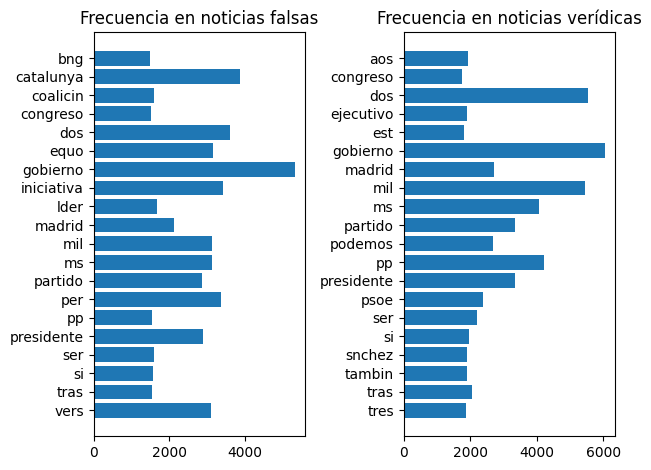 Frecuencia en noticias falsas
bng
catalunya
coalicin
congreso
dos
equo
gobierno
iniciativa
lder
madrid
mil
ms
partido
per
pp
presidente
ser
si
tras
vers
0 2000 4000
Frecuencia en noticias verídicas
aos
congreso
dos
ejecutivo
est
gobierno
madrid
mil
ms
partido
podemos
pp
presidente
psoe
ser
si
snchez
tambin
tras
tres
0 2000 4000 6000